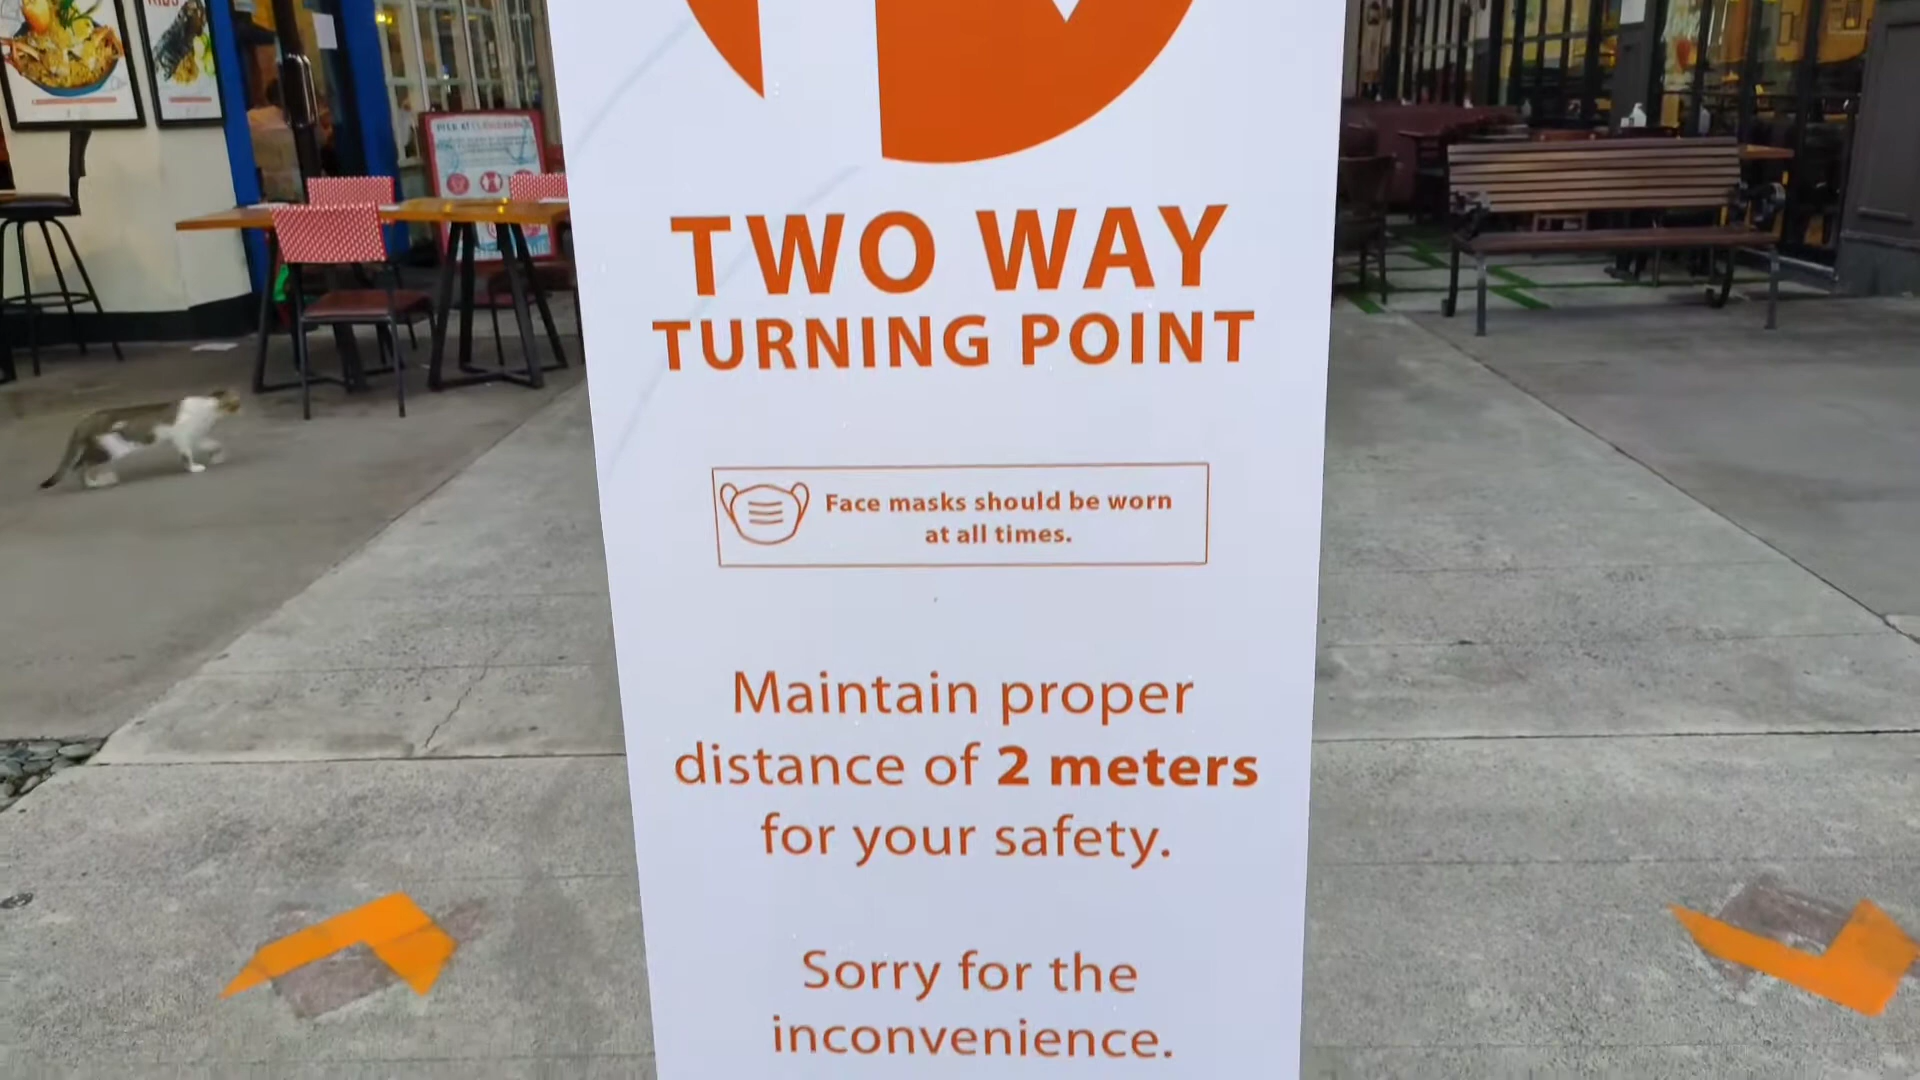 TWO WAY
TURNING POINT
Face masks should be worn
at all times.
Maintain proper
distance of 2 meters
for your safety.
Sorry for the
inconvenience.